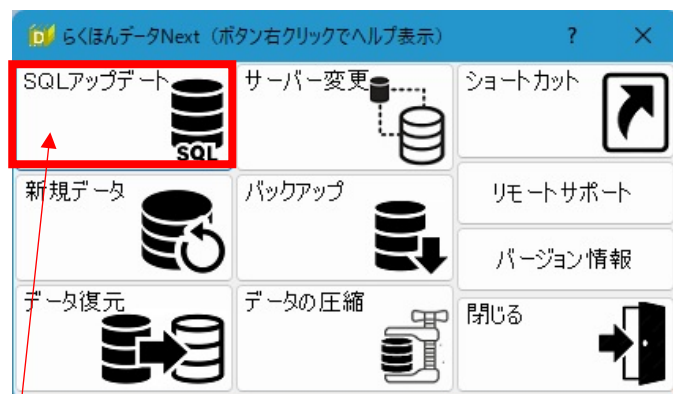 らくほんデータNext（ボタン右クリックでヘルプ表示）
SQLアップデート
SQL
サーバー変更
ショートカット
新規データ
バックアップ
リモートサポート
バージョン情報
データ復元
データの圧縮
閉じる